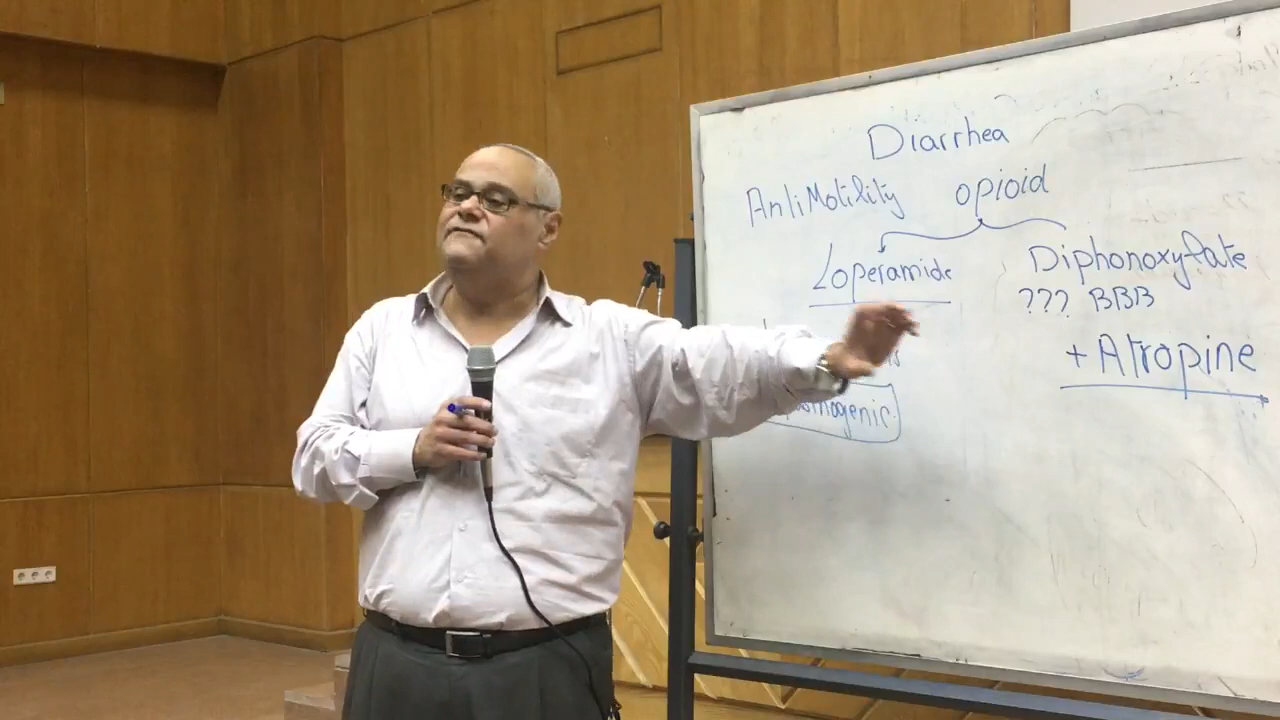 Diarrhea
AntiMotility opioid
Loperamide Diphonoxylate
??? BBB
+ Atropine